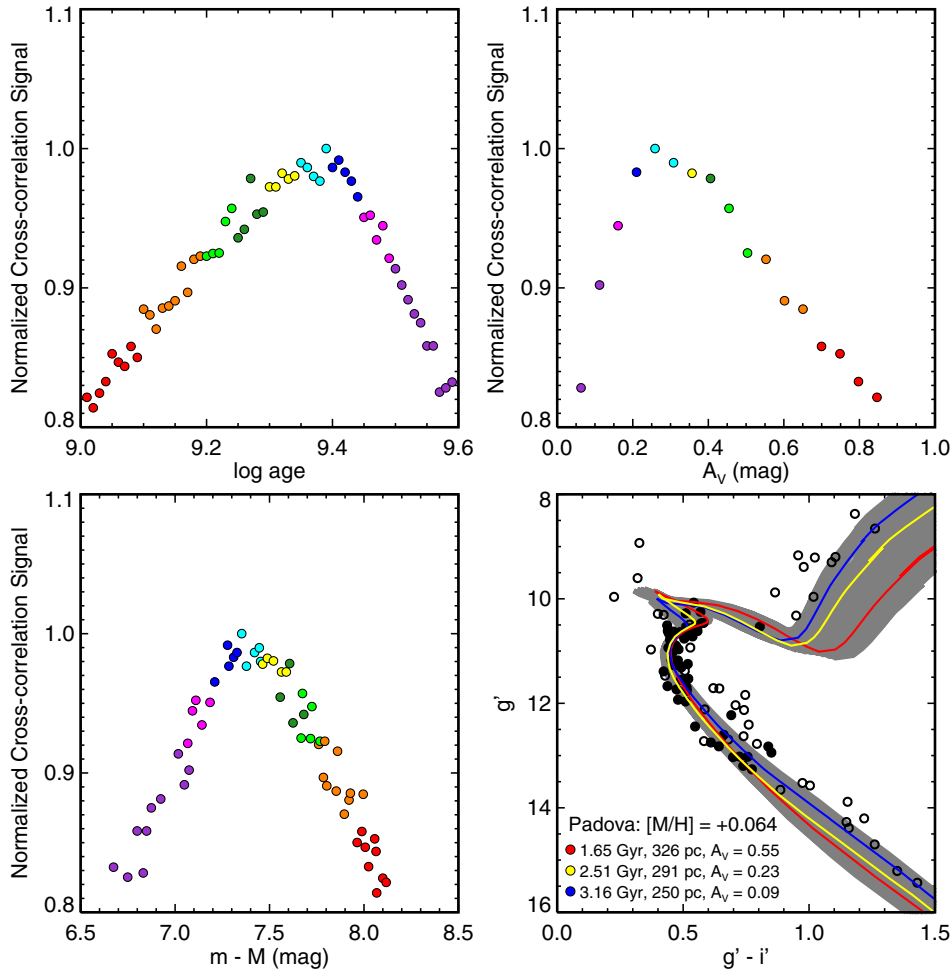 Normalized Cross-correlation Signal
1.1
1.0
0.9
0.8
9.0 9.2 9.4 9.6
log age
Normalized Cross-correlation Signal
1.1
1.0
0.9
0.8
0.0 0.2 0.4 0.6 0.8 1.0
A_V (mag)
Normalized Cross-correlation Signal
1.1
1.0
0.9
0.8
6.5 7.0 7.5 8.0 8.5
m - M (mag)
g'
8
10
12
14
16
Padova: [M/H] = +0.064
1.65 Gyr, 326 pc, A_V = 0.55
2.51 Gyr, 291 pc, A_V = 0.23
3.16 Gyr, 250 pc, A_V = 0.09
0.0 0.5 1.0 1.5
g' - i'